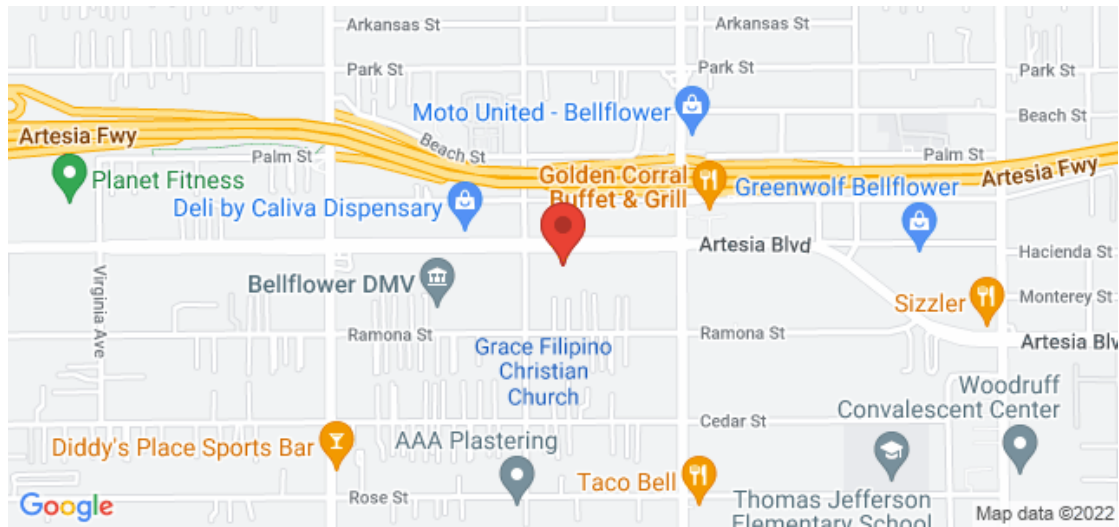 Arkansas St
Arkansas St
Park St
Park St
Park St
Moto United - Bellflower
Beach St
Artesia Fwy
Beach St
Palm St
Palm St
Planet Fitness
Golden Corral
Buffet & Grill
Greenwolf Bellflower
Artesia Fwy
Deli by Caliva Dispensary
Artesia Blvd
Hacienda St
Bellflower DMV
Virginia Ave
Sizzler
Monterey St
Ramona St
Ramona St
Artesia Blv
Grace Filipino
Christian
Church
Woodruff
Convalescent Center
Cedar St
Diddy's Place Sports Bar
AAA Plastering
Taco Bell
Rose St
Thomas Jefferson
Elementary School
Google
Map data ©2022